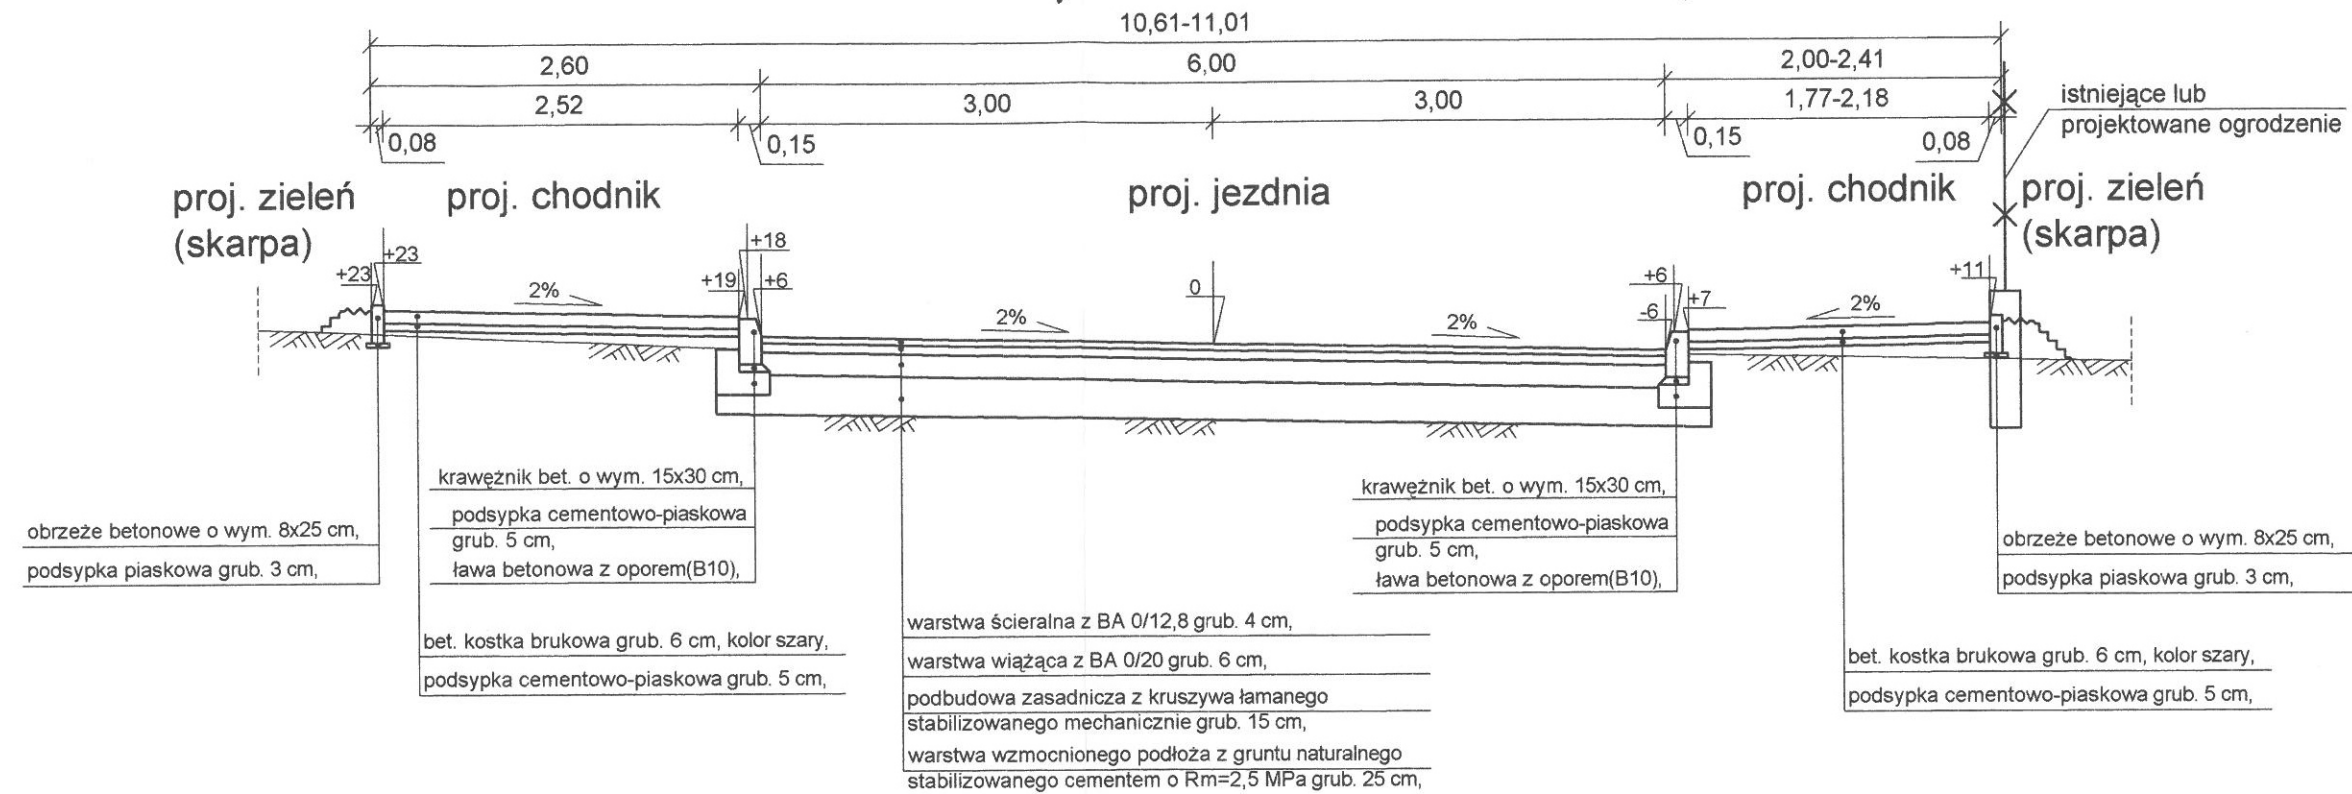 10,61-11,01
2,60
6,00
2,00-2,41
2,52
3,00
3,00
1,77-2,18
0,08
0,15
0,15
0,08
istniejące lub
projektowane ogrodzenie
proj. zieleń
(skarpa)
proj. chodnik
proj. jezdnia
proj. chodnik
proj. zieleń
(skarpa)
+23
+23
2%
+18
+19
+6
2%
0
2%
+6
-6
+7
2%
+11
krawężnik bet. o wym. 15x30 cm,
podsypka cementowo-piaskowa
grub. 5 cm,
ława betonowa z oporem(B10),
krawężnik bet. o wym. 15x30 cm,
podsypka cementowo-piaskowa
grub. 5 cm,
ława betonowa z oporem(B10),
obrzeże betonowe o wym. 8x25 cm,
podsypka piaskowa grub. 3 cm,
obrzeże betonowe o wym. 8x25 cm,
podsypka piaskowa grub. 3 cm,
bet. kostka brukowa grub. 6 cm, kolor szary,
podsypka cementowo-piaskowa grub. 5 cm,
warstwa ścieralna z BA 0/12,8 grub. 4 cm,
warstwa wiążąca z BA 0/20 grub. 6 cm,
podbudowa zasadnicza z kruszywa łamanego
stabilizowanego mechanicznie grub. 15 cm,
warstwa wzmocnionego podłoża z gruntu naturalnego
stabilizowanego cementem o Rm=2,5 MPa grub. 25 cm,
bet. kostka brukowa grub. 6 cm, kolor szary,
podsypka cementowo-piaskowa grub. 5 cm,